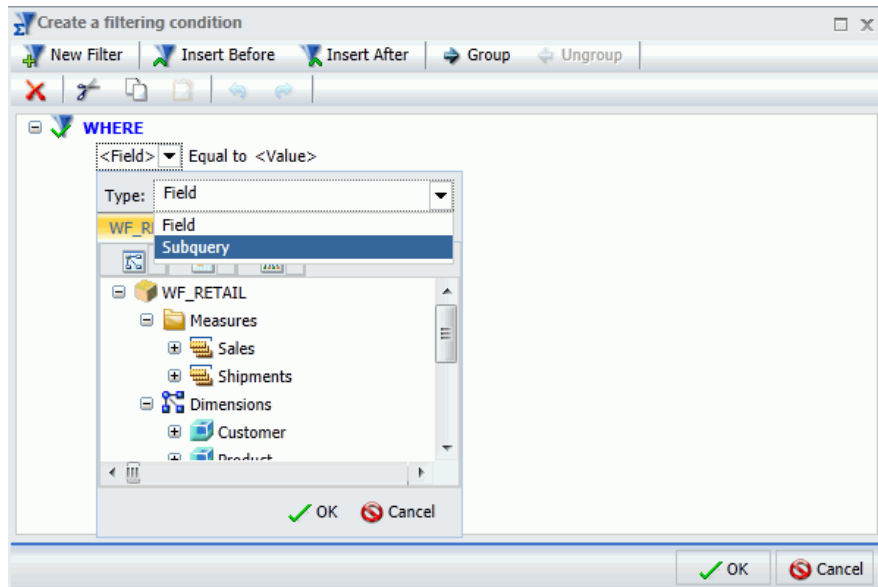 Create a filtering condition
New Filter Insert Before Insert After Group Ungroup
WHERE
<Field> Equal to <Value>
Type: Field
Field
Subquery
WF_RETAIL
Measures
Sales
Shipments
Dimensions
Customer
Product
OK Cancel
OK Cancel